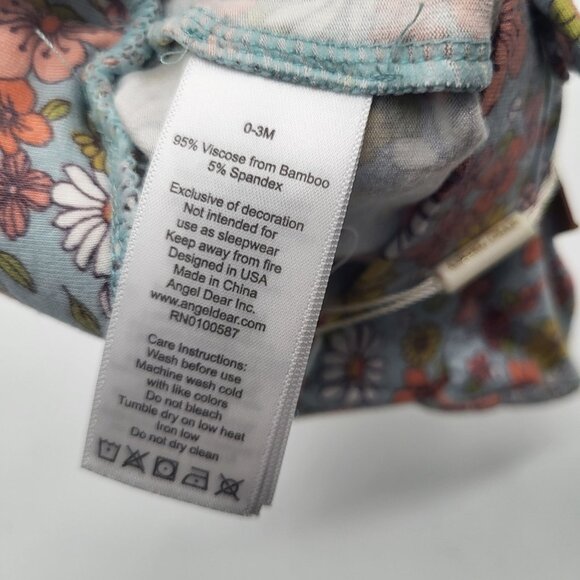 0-3M
95% Viscose from Bamboo
5% Spandex
Exclusive of decoration
Not intended for
use as sleepwear
Keep away from fire
Designed in USA
Made in China
Angel Dear Inc.
www.angeldear.com
RN0100587
Care Instructions:
Wash before use
Machine wash cold
with like colors
Do not bleach
Tumble dry on low heat
Iron low
Do not dry clean